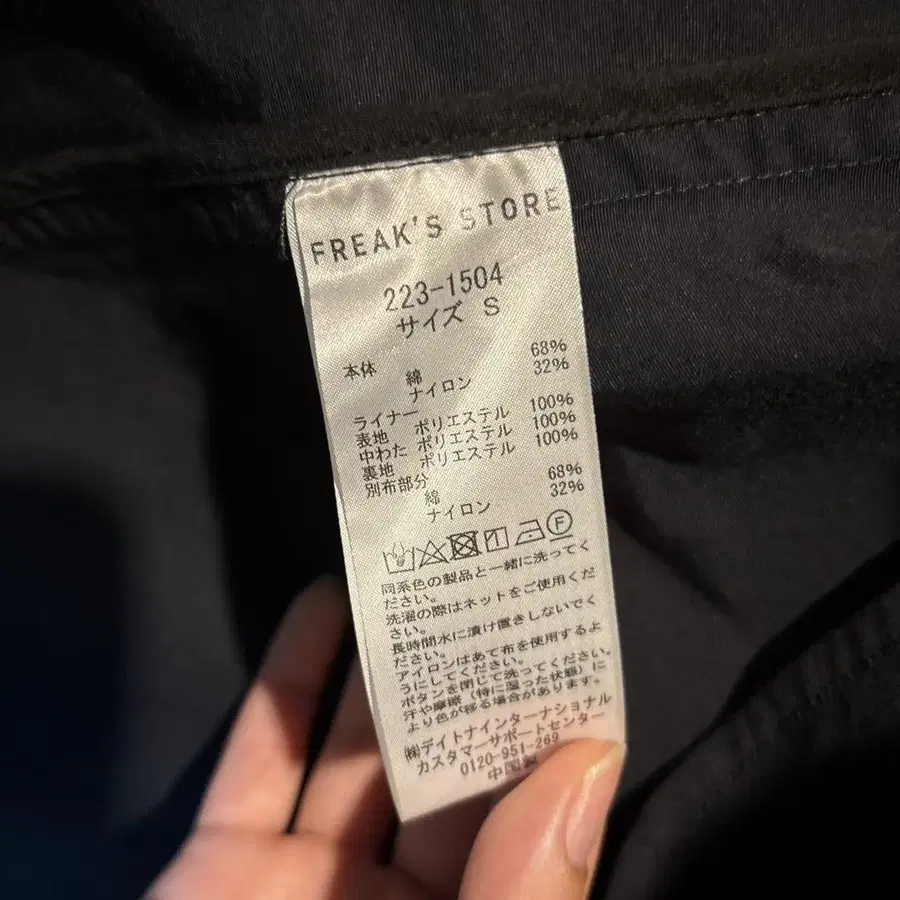 FREAK'S STORE
223-1504
サイズ S
本体
綿 68%
ナイロン 32%
ライナー
表地 ポリエステル 100%
中わた ポリエステル 100%
裏地 ポリエステル 100%
別布部分
綿 68%
ナイロン 32%
F
同系色の製品と一緒に洗ってく
ださい。
洗濯の際はネットをご使用くだ
さい。
長時間水に漬け置きしないでく
ださい。
アイロンはあて布を使用するよ
うにしてください。
ボタンを閉じて洗ってください。
汗や摩擦(特に湿った状態)に
より色が移る場合があります。
㈱デイトナインターナショナル
カスタマーサポートセンター
0120-951-269
中国製